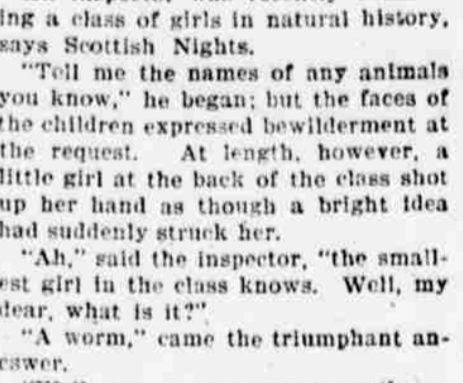 ing a class of girls in natural history,
says Scottish Nights.
"Tell me the names of any animals
you know," he began; but the faces of
the children expressed bewilderment at
the request. At length, however, a
little girl at the back of the class shot
up her hand as though a bright idea
had suddenly struck her.
"Ah," said the inspector, "the small-
est girl in the class knows. Well, my
dear, what is it?"
"A worm," came the triumphant an-
cswer.